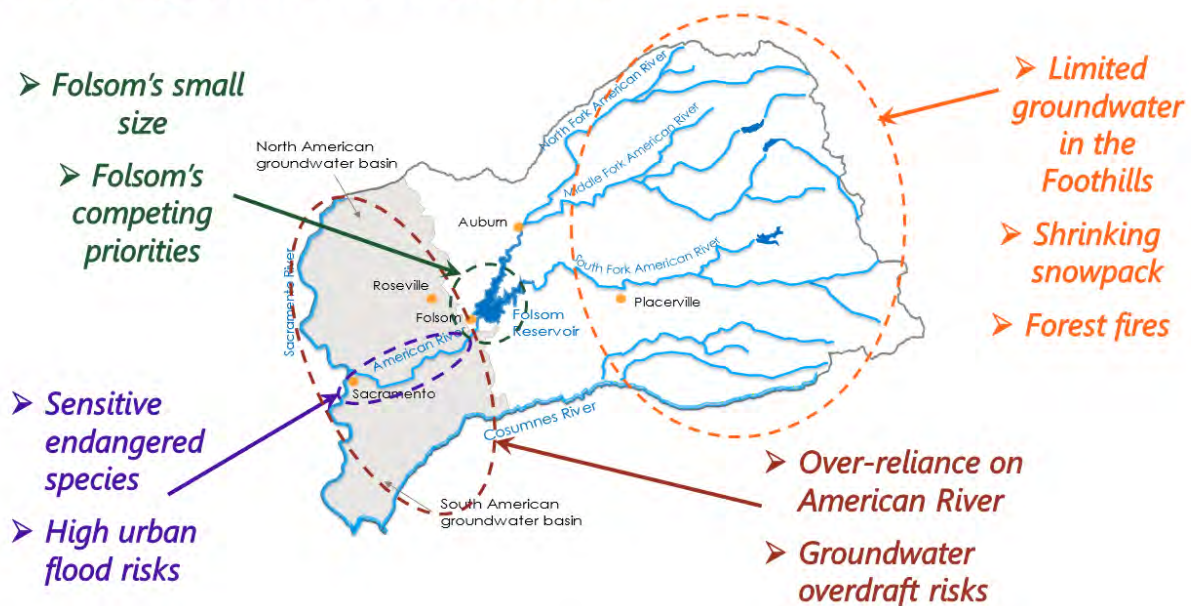 ➤ Folsom's small
size
➤ Folsom's
competing
priorities
North American
groundwater basin
North Fork American River
Middle Fork American River
Auburn
South Fork American River
Sacramento River
Roseville
Folsom
Folsom
Reservoir
Placerville
American River
Sacramento
Cosumnes River
South American
groundwater basin
➤ Limited
groundwater
in the
Foothills
➤ Shrinking
snowpack
➤ Forest fires
➤ Sensitive
endangered
species
➤ High urban
flood risks
➤ Over-reliance on
American River
➤ Groundwater
overdraft risks